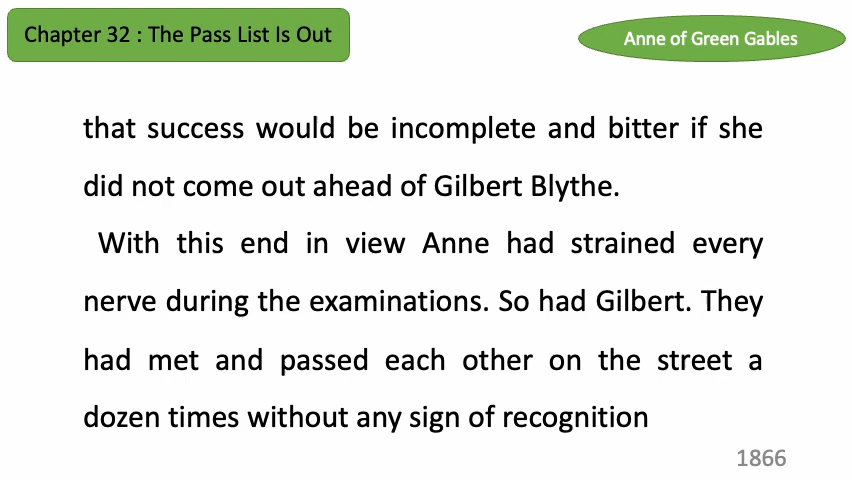 Chapter 32 : The Pass List Is Out
Anne of Green Gables
that success would be incomplete and bitter if she
did not come out ahead of Gilbert Blythe.
With this end in view Anne had strained every
nerve during the examinations. So had Gilbert. They
had met and passed each other on the street a
dozen times without any sign of recognition
1866